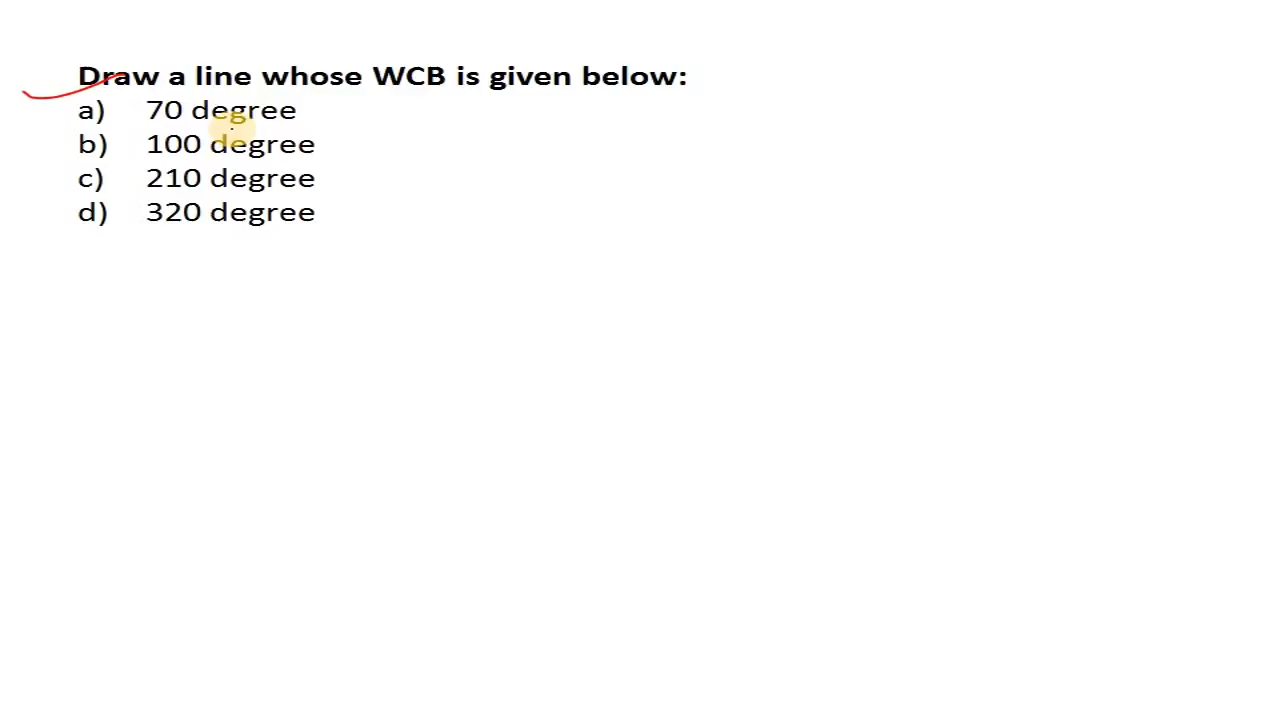 Draw a line whose WCB is given below:
a) 70 degree
b) 100 degree
c) 210 degree
d) 320 degree